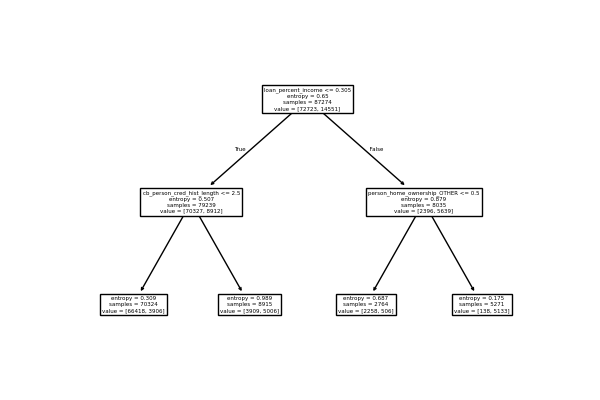 loan_percent_income <= 0.305
entropy = 0.65
samples = 87274
value = [72723, 14551]
True
False
cb_person_cred_hist_length <= 2.5
entropy = 0.507
samples = 79239
value = [70327, 8912]
person_home_ownership_OTHER <= 0.5
entropy = 0.879
samples = 8035
value = [2396, 5639]
entropy = 0.309
samples = 70324
value = [66418, 3906]
entropy = 0.989
samples = 8915
value = [3909, 5006]
entropy = 0.687
samples = 2764
value = [2258, 506]
entropy = 0.175
samples = 5271
value = [138, 5133]